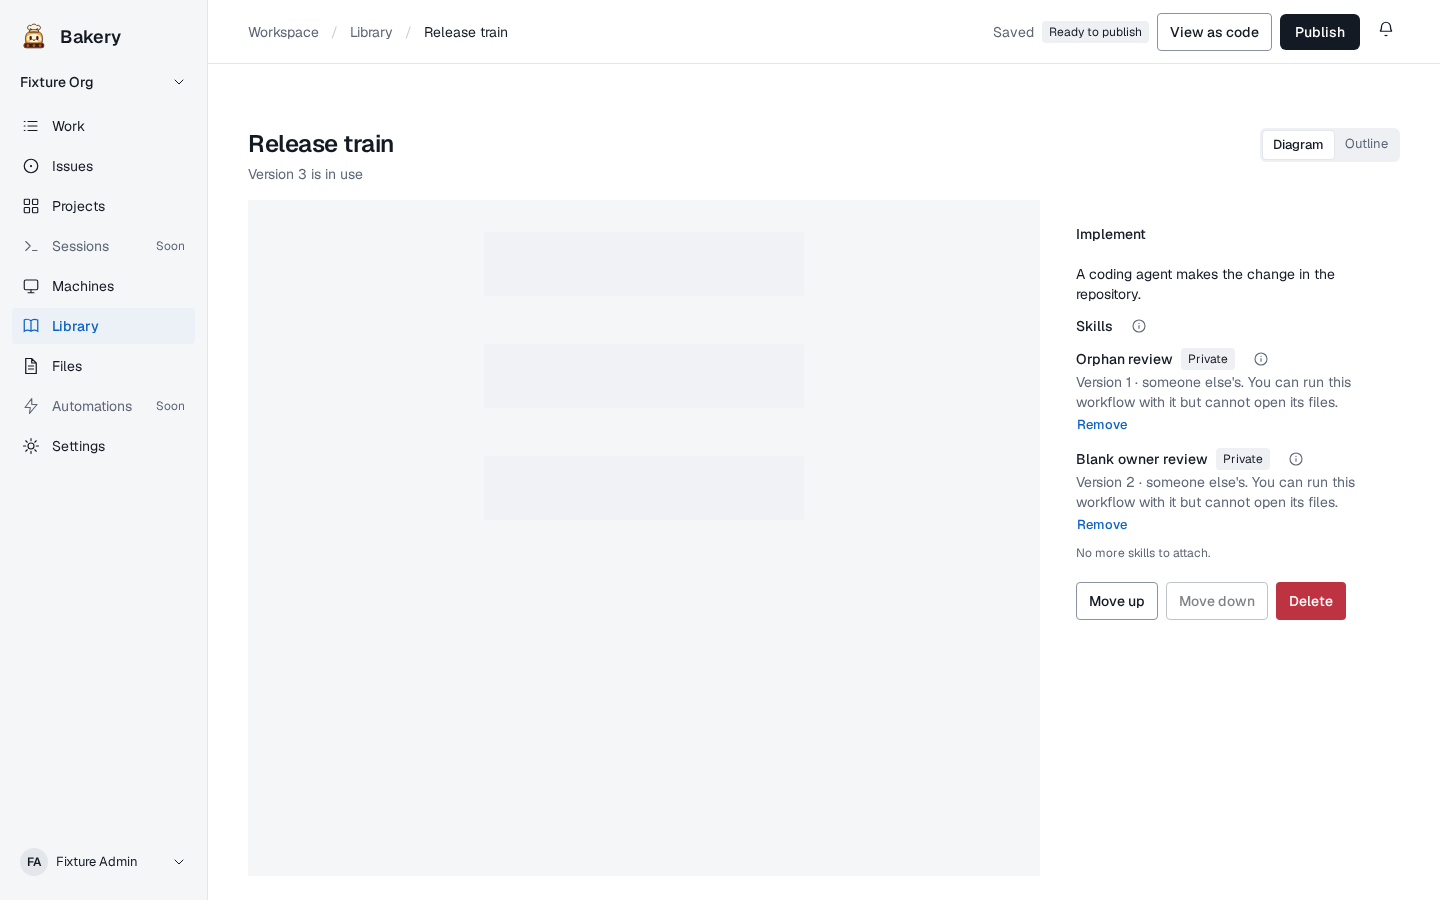 Bakery
Fixture Org
Work
Issues
Projects
Sessions Soon
Machines
Library
Files
Automations Soon
Settings
FA Fixture Admin
Workspace / Library / Release train
Saved Ready to publish View as code Publish
Release train
Version 3 is in use
Diagram Outline
Implement
A coding agent makes the change in the
repository.
Skills
Orphan review Private
Version 1 · someone else's. You can run this
workflow with it but cannot open its files.
Remove
Blank owner review Private
Version 2 · someone else's. You can run this
workflow with it but cannot open its files.
Remove
No more skills to attach.
Move up Move down Delete